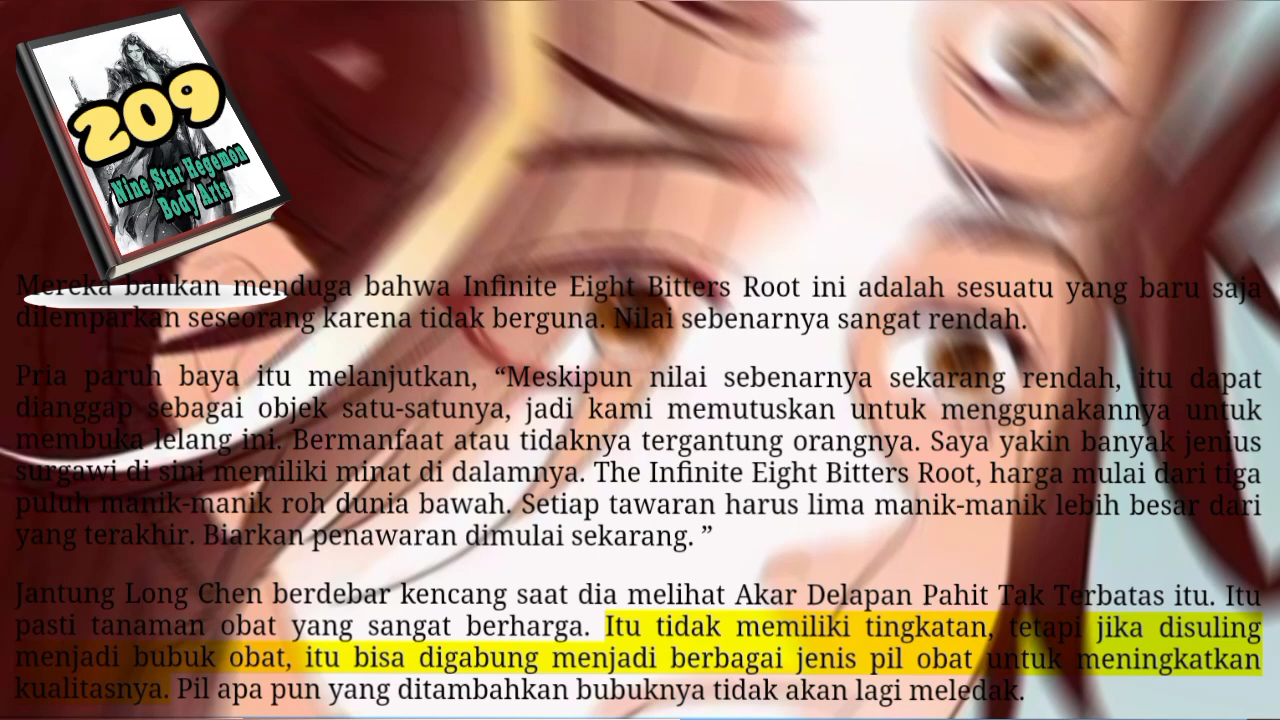 209
Nine Star Hegemon
Body Arts
Mereka bahkan menduga bahwa Infinite Eight Bitters Root ini adalah sesuatu yang baru saja
dilemparkan seseorang karena tidak berguna. Nilai sebenarnya sangat rendah.
Pria paruh baya itu melanjutkan, “Meskipun nilai sebenarnya sekarang rendah, itu dapat
dianggap sebagai objek satu-satunya, jadi kami memutuskan untuk menggunakannya untuk
membuka lelang ini. Bermanfaat atau tidaknya tergantung orangnya. Saya yakin banyak jenius
surgawi di sini memiliki minat di dalamnya. The Infinite Eight Bitters Root, harga mulai dari tiga
puluh manik-manik roh dunia bawah. Setiap tawaran harus lima manik-manik lebih besar dari
yang terakhir. Biarkan penawaran dimulai sekarang. ”
Jantung Long Chen berdebar kencang saat dia melihat Akar Delapan Pahit Tak Terbatas itu. Itu
pasti tanaman obat yang sangat berharga. Itu tidak memiliki tingkatan, tetapi jika disuling
menjadi bubuk obat, itu bisa digabung menjadi berbagai jenis pil obat untuk meningkatkan
kualitasnya. Pil apa pun yang ditambahkan bubuknya tidak akan lagi meledak.